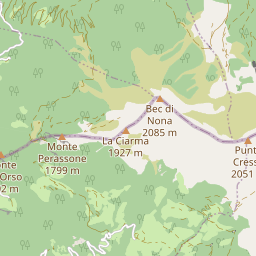 Bec di
Nona
2085 m
La Ciarma
1927 m
Monte
Perassone
1799 m
Punt
Cress
2051
nte
Orso
2 m